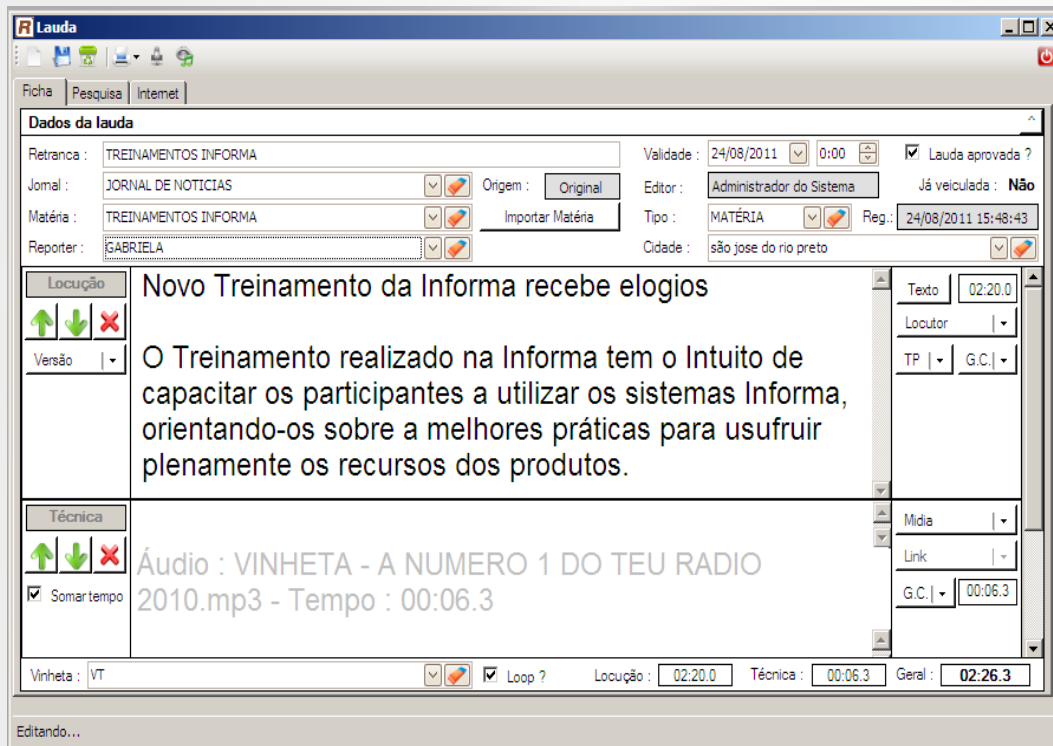 Lauda
Ficha Pesquisa Internet
Dados da lauda
Retranca : TREINAMENTOS INFORMA Validade : 24/08/2011 0:00 Lauda aprovada ?
Jornal : JORNAL DE NOTICIAS Origem : Original Editor : Administrador do Sistema Já veiculada : Não
Matéria : TREINAMENTOS INFORMA Importar Matéria Tipo : MATÉRIA Reg.: 24/08/2011 15:48:43
Reporter : GABRIELA Cidade : são jose do rio preto
Locução
Versão
Novo Treinamento da Informa recebe elogios
O Treinamento realizado na Informa tem o Intuito de
capacitar os participantes a utilizar os sistemas Informa,
orientando-os sobre a melhores práticas para usufruir
plenamente os recursos dos produtos.
Texto 02:20.0
Locutor
TP G.C.
Técnica
Somar tempo
Áudio : VINHETA - A NUMERO 1 DO TEU RADIO
2010.mp3 - Tempo : 00:06.3
Midia
Link
G.C. 00:06.3
Vinheta : VT Loop ? Locução : 02:20.0 Técnica : 00:06.3 Geral : 02:26.3
Editando...